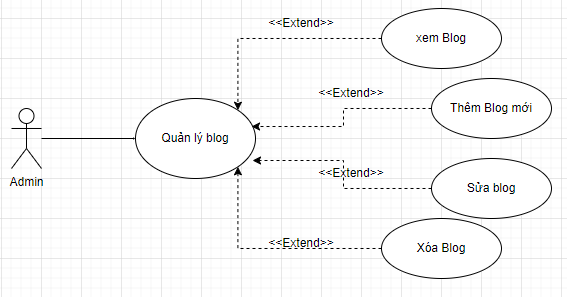 <<Extend>>
xem Blog
<<Extend>>
Thêm Blog mới
Quản lý blog
Admin
<<Extend>>
Sửa blog
<<Extend>>
Xóa Blog